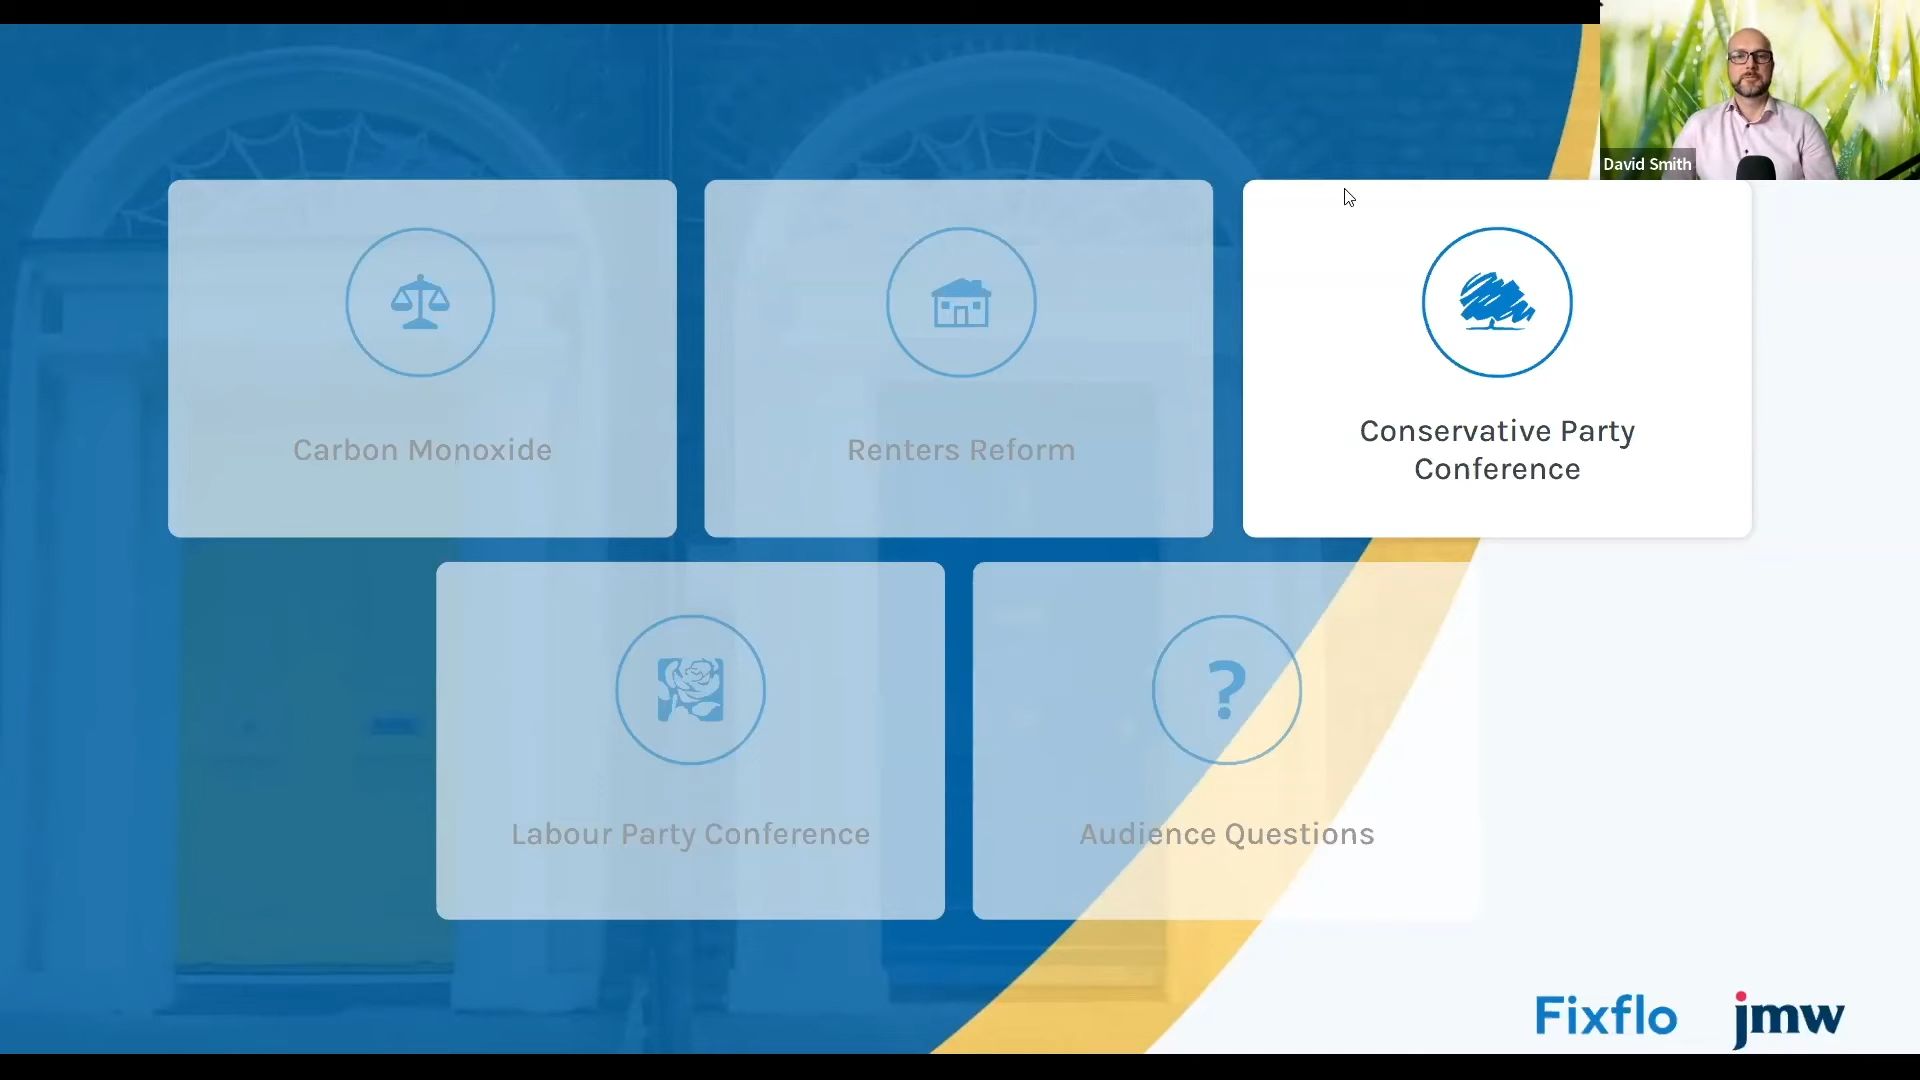 David Smith
Carbon Monoxide
Renters Reform
Conservative Party
Conference
Labour Party Conference
?
Audience Questions
Fixflo
jmw